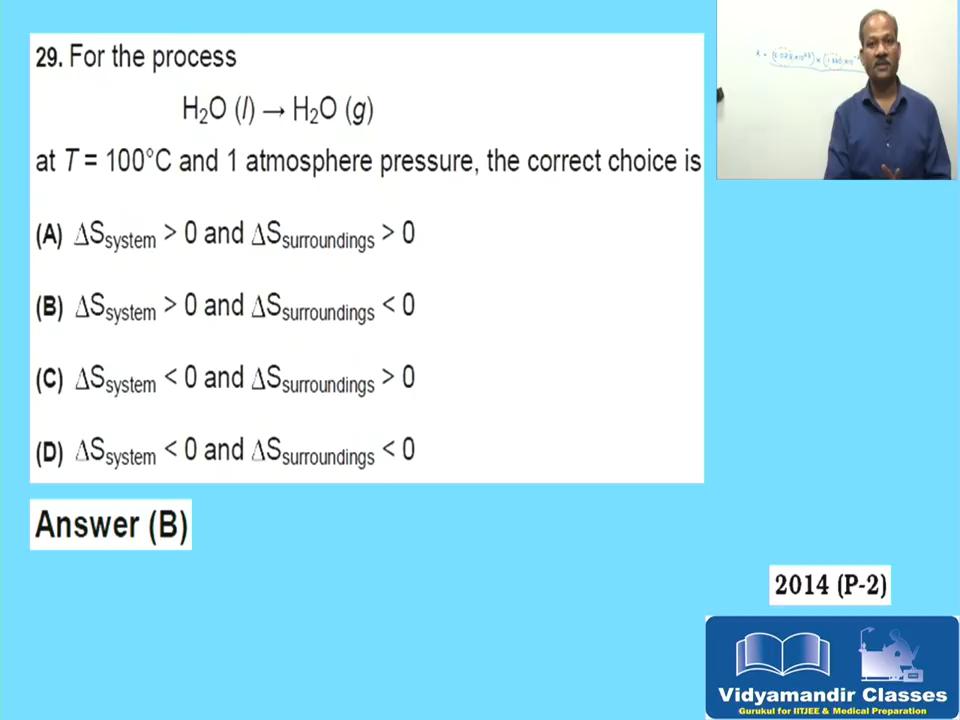 29. For the process
H₂O (l) → H₂O (g)
at T = 100°C and 1 atmosphere pressure, the correct choice is
(A) ΔSsystem > 0 and ΔSsurroundings > 0
(B) ΔSsystem > 0 and ΔSsurroundings < 0
(C) ΔSsystem < 0 and ΔSsurroundings > 0
(D) ΔSsystem < 0 and ΔSsurroundings < 0
Answer (B)
2014 (P-2)
Vidyamandir Classes
Gurukul for IITJEE & Medical Preparation